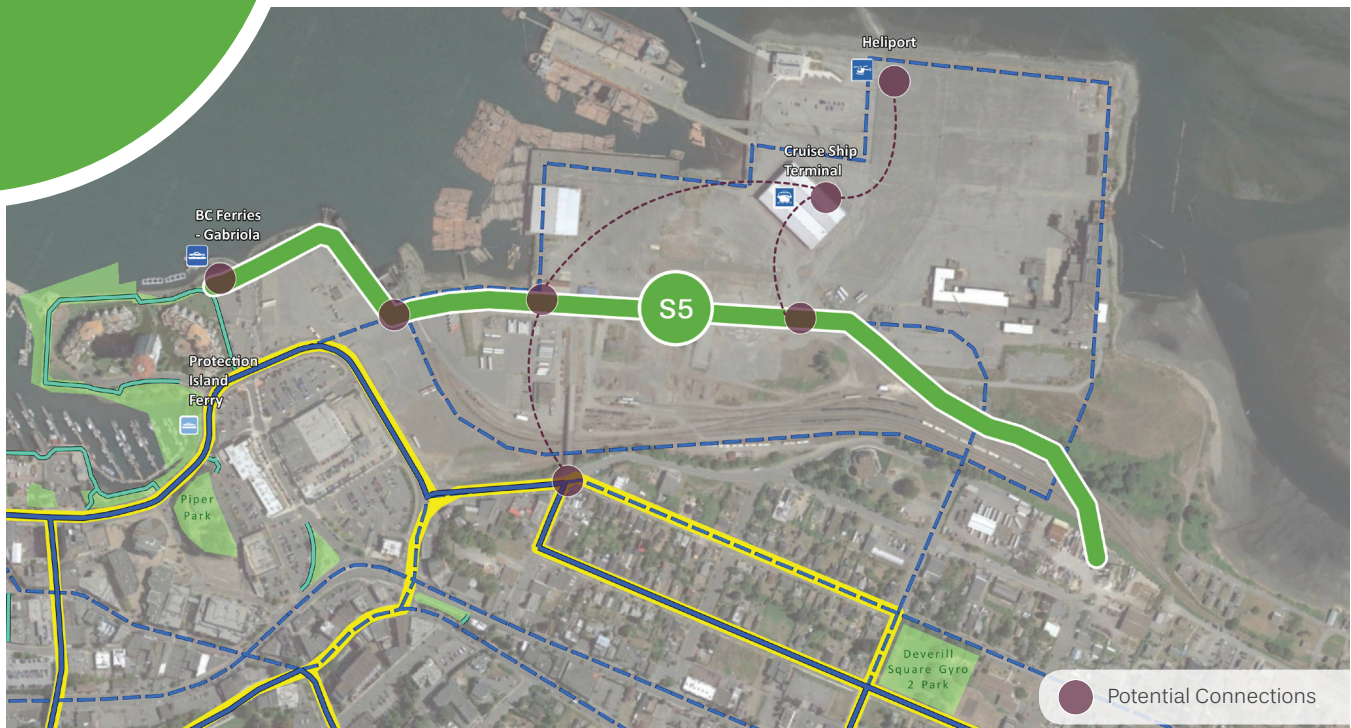 Heliport
Cruise Ship
Terminal
BC Ferries
- Gabriola
S5
Protection
Island
Ferry
Piper
Park
Deverill
Square Gyro
2 Park
Potential Connections